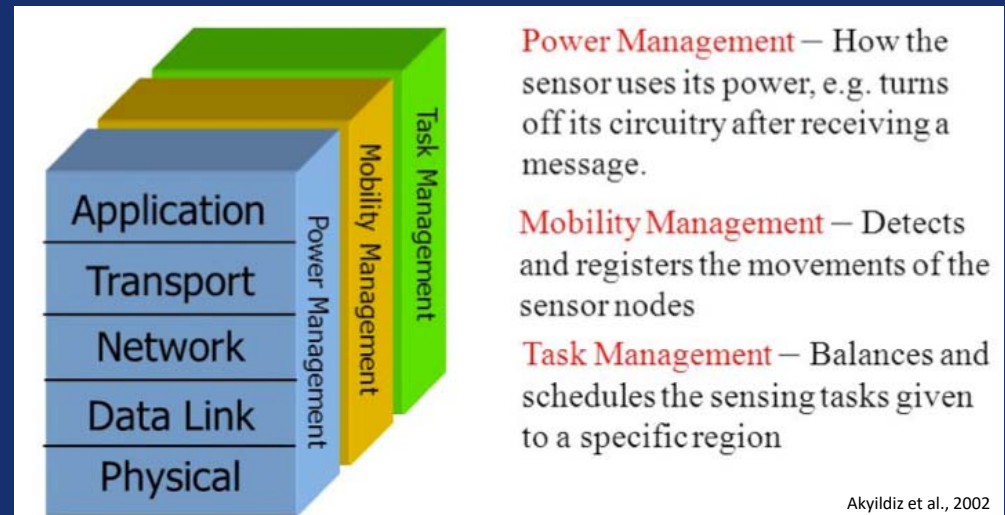 Application
Transport
Network
Data Link
Physical
Power Management
Mobility Management
Task Management
Power Management – How the
sensor uses its power, e.g. turns
off its circuitry after receiving a
message.
Mobility Management – Detects
and registers the movements of the
sensor nodes
Task Management – Balances and
schedules the sensing tasks given
to a specific region
Akyildiz et al., 2002